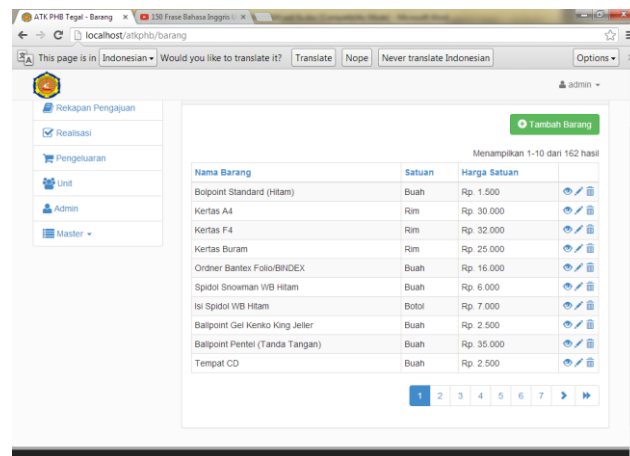 ATK PHB Tegal - Barang
150 Frase Bahasa Inggris
localhost/atkphb/barang
This page is in Indonesian Would you like to translate it? Translate Nope Never translate Indonesian Options
admin
Rekapan Pengajuan
Realisasi
Pengeluaran
Unit
Admin
Master
Tambah Barang
Menampilkan 1-10 dari 162 hasil
Nama Barang Satuan Harga Satuan
Bolpoint Standard (Hitam) Buah Rp. 1.500
Kertas A4 Rim Rp. 30.000
Kertas F4 Rim Rp. 32.000
Kertas Buram Rim Rp. 25.000
Ordner Bantex Folio/BINDEX Buah Rp. 16.000
Spidol Snowman WB Hitam Buah Rp. 6.000
Isi Spidol WB Hitam Botol Rp. 7.000
Ballpoint Gel Kenko King Jeller Buah Rp. 2.500
Ballpoint Pentel (Tanda Tangan) Buah Rp. 35.000
Tempat CD Buah Rp. 2.500
1 2 3 4 5 6 7